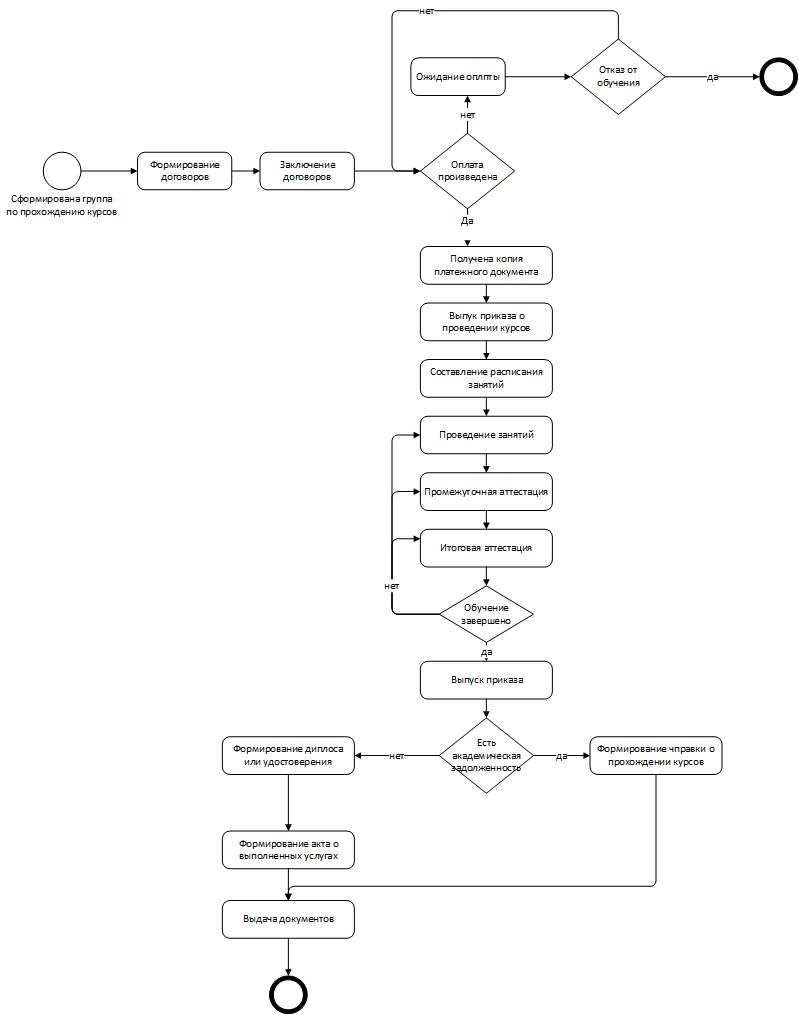 нет
Ожидание оплпты
Отказ от
обучения
да
нет
Формирование
договоров
Заключение
договоров
Оплата
произведена
Сформирована группа
по прохождению курсов
Да
Получена копия
платежного документа
Выпук приказа о
проведении курсов
Составление расписания
занятий
Проведение занятий
Промежуточная аттестация
Итоговая аттестация
нет
Обучение
завершено
да
Выпуск приказа
Формирование диплоса
или удостоверения
нет
Есть
академическая
задолженность
да
Формирование чправки о
прохождении курсов
Формирование акта о
выполненных услугах
Выдача документов